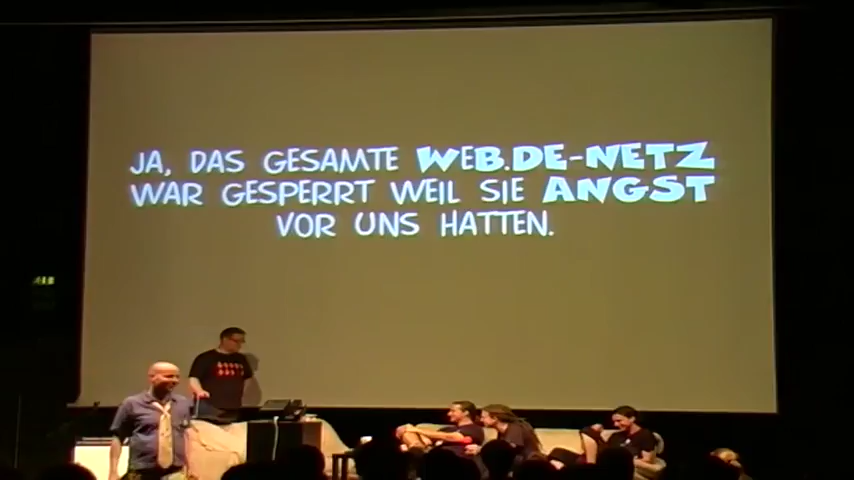 JA, DAS GESAMTE WEB.DE-NETZ
WAR GESPERRT WEIL SIE ANGST
VOR UNS HATTEN.